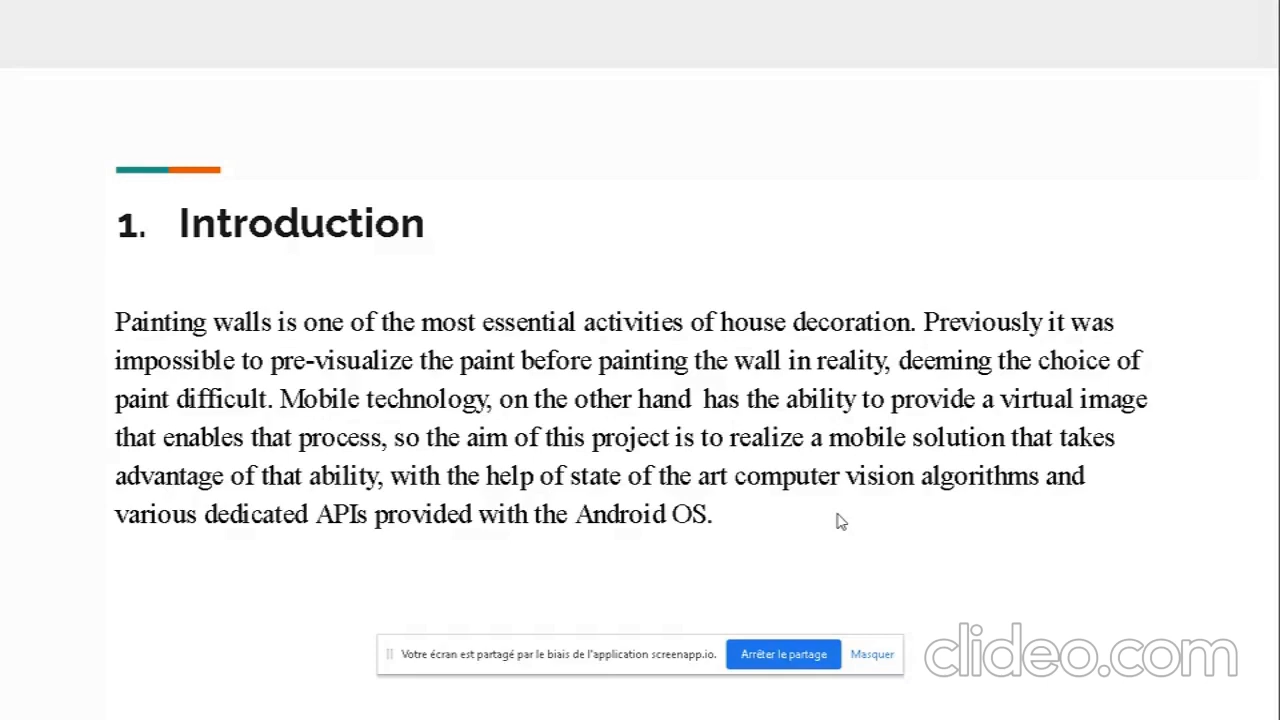 1. Introduction
Painting walls is one of the most essential activities of house decoration. Previously it was
impossible to pre-visualize the paint before painting the wall in reality, deeming the choice of
paint difficult. Mobile technology, on the other hand has the ability to provide a virtual image
that enables that process, so the aim of this project is to realize a mobile solution that takes
advantage of that ability, with the help of state of the art computer vision algorithms and
various dedicated APIs provided with the Android OS.
Votre écran est partagé par le biais de l'application screenapp.io. Arrêter le partage Masquer
clideo.com